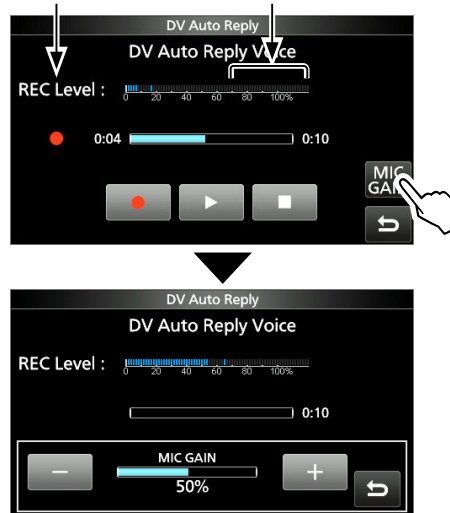 DV Auto Reply
DV Auto Reply Voice
REC Level :
0 20 40 60 80 100%
0:04 0:10
MIC
GAIN
DV Auto Reply
DV Auto Reply Voice
REC Level :
0 20 40 60 80 100%
0:10
MIC GAIN
50%